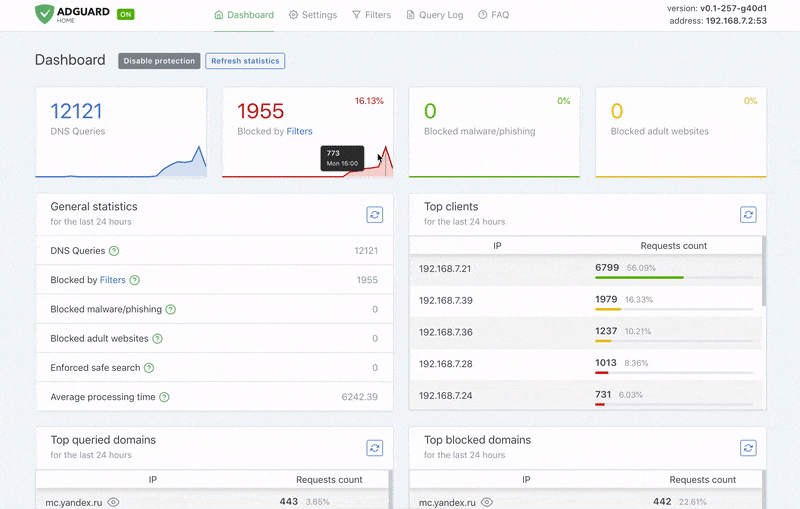 ADGUARD
HOME
ON
Dashboard
Settings
Filters
Query Log
FAQ
version: v0.1-257-g40d1
address: 192.168.7.2:53
Dashboard
Disable protection
Refresh statistics
12121
DNS Queries
16.13%
1955
Blocked by Filters
773
Mon 16:00
0%
0
Blocked malware/phishing
0%
0
Blocked adult websites
General statistics
for the last 24 hours
DNS Queries 12121
Blocked by Filters 1955
Blocked malware/phishing 0
Blocked adult websites 0
Enforced safe search 0
Average processing time 6242.39
Top clients
for the last 24 hours
IP Requests count
192.168.7.21 6799 56.09%
192.168.7.39 1979 16.33%
192.168.7.36 1237 10.21%
192.168.7.28 1013 8.36%
192.168.7.24 731 6.03%
Top queried domains
for the last 24 hours
IP Requests count
mc.yandex.ru 443 3.65%
Top blocked domains
for the last 24 hours
IP Requests count
mc.yandex.ru 442 22.61%